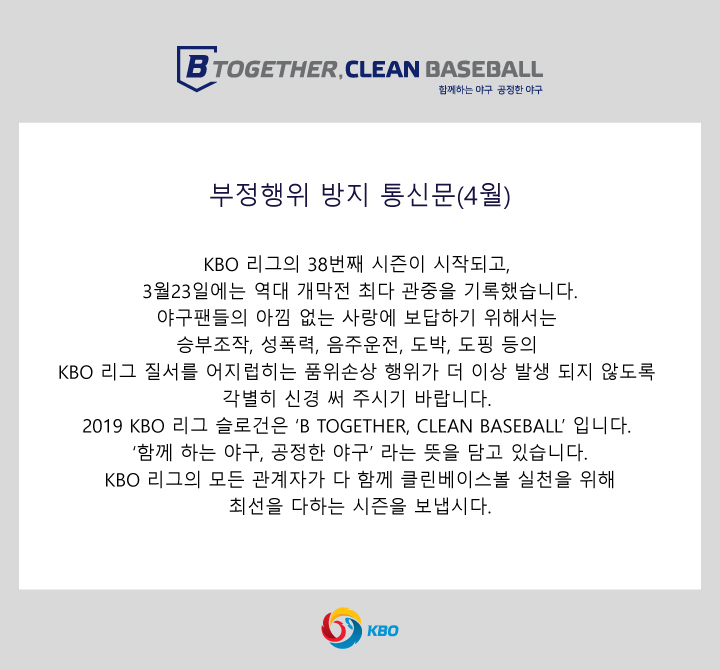 B TOGETHER, CLEAN BASEBALL
함께하는 야구 공정한 야구
부정행위 방지 통신문(4월)
KBO 리그의 38번째 시즌이 시작되고,
3월23일에는 역대 개막전 최다 관중을 기록했습니다.
야구팬들의 아낌 없는 사랑에 보답하기 위해서는
승부조작, 성폭력, 음주운전, 도박, 도핑 등의
KBO 리그 질서를 어지럽히는 품위손상 행위가 더 이상 발생 되지 않도록
각별히 신경 써 주시기 바랍니다.
2019 KBO 리그 슬로건은 ‘B TOGETHER, CLEAN BASEBALL’ 입니다.
‘함께 하는 야구, 공정한 야구’ 라는 뜻을 담고 있습니다.
KBO 리그의 모든 관계자가 다 함께 클린베이스볼 실천을 위해
최선을 다하는 시즌을 보냅시다.
KBO